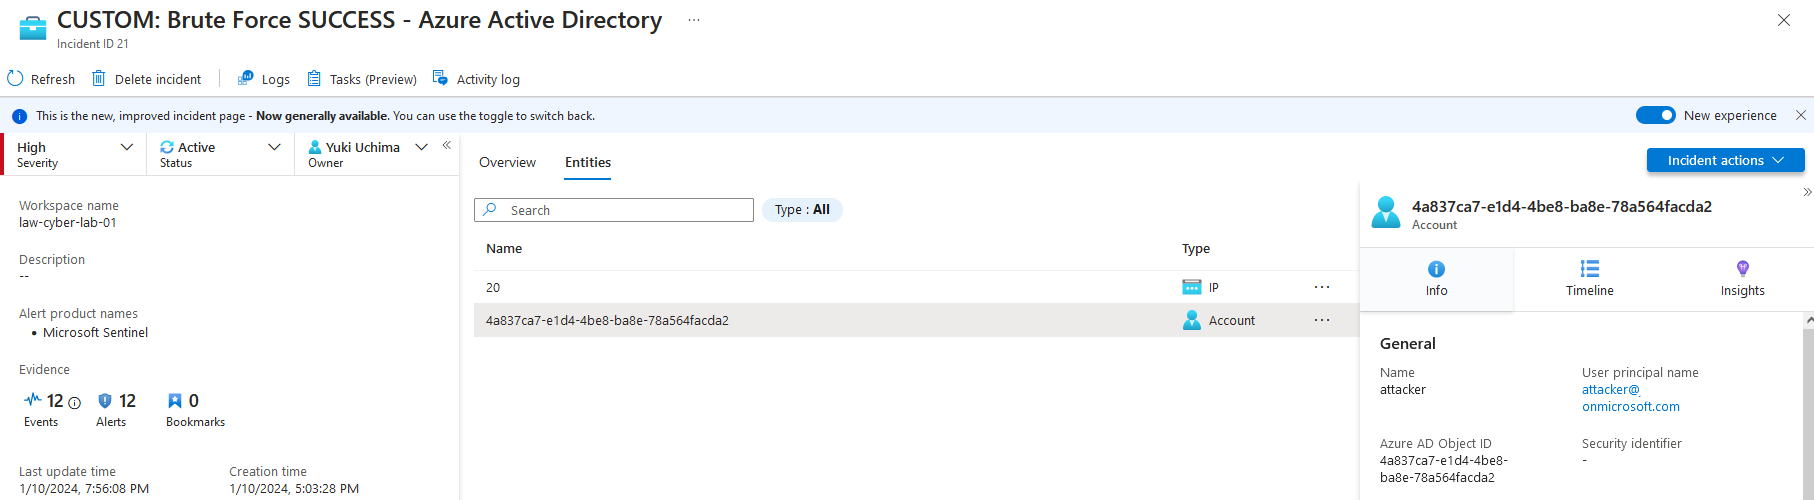 CUSTOM: Brute Force SUCCESS - Azure Active Directory ...
Incident ID 21
Refresh Delete incident Logs Tasks (Preview) Activity log
This is the new, improved incident page - Now generally available. You can use the toggle to switch back.
New experience
High
Severity
Active
Status
Yuki Uchima
Owner
Workspace name
law-cyber-lab-01
Description
--
Alert product names
• Microsoft Sentinel
Evidence
12 Events
12 Alerts
0 Bookmarks
Last update time
1/10/2024, 7:56:08 PM
Creation time
1/10/2024, 5:03:28 PM
Overview Entities
Incident actions
Search
Type : All
Name Type
20 IP ...
4a837ca7-e1d4-4be8-ba8e-78a564facda2 Account ...
4a837ca7-e1d4-4be8-ba8e-78a564facda2
Account
Info Timeline Insights
General
Name
attacker
User principal name
attacker@
onmicrosoft.com
Azure AD Object ID
4a837ca7-e1d4-4be8-
ba8e-78a564facda2
Security identifier
-